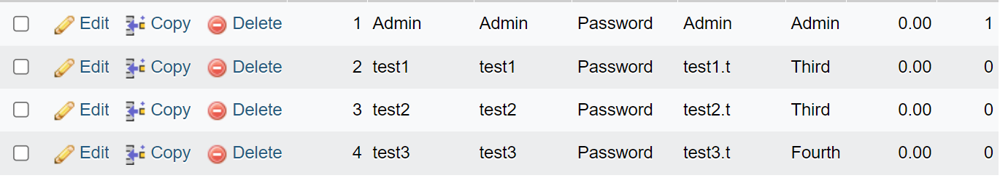 Edit Copy Delete 1 Admin Admin Password Admin Admin 0.00 1
Edit Copy Delete 2 test1 test1 Password test1.t Third 0.00 0
Edit Copy Delete 3 test2 test2 Password test2.t Third 0.00 0
Edit Copy Delete 4 test3 test3 Password test3.t Fourth 0.00 0